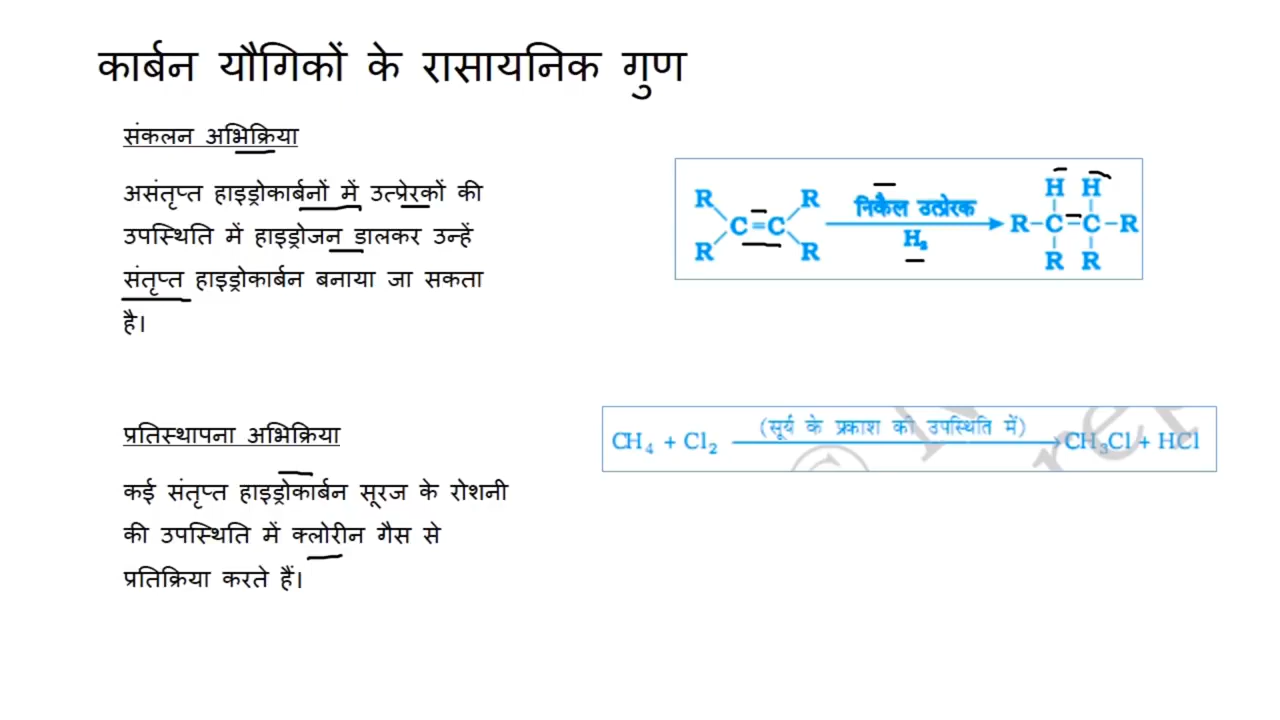 कार्बन यौगिकों के रासायनिक गुण
संकलन अभिक्रिया
असंतृप्त हाइड्रोकार्बनों में उत्प्रेरकों की
उपस्थिति में हाइड्रोजन डालकर उन्हें
संतृप्त हाइड्रोकार्बन बनाया जा सकता
है।
R R
C=C
R R
निकैल उत्प्रेरक
H₂
H H
R-C-C-R
R R
प्रतिस्थापना अभिक्रिया
कई संतृप्त हाइड्रोकार्बन सूरज के रोशनी
की उपस्थिति में क्लोरीन गैस से
प्रतिक्रिया करते हैं।
(सूर्य के प्रकाश की उपस्थिति में)
CH₄ + Cl₂ → CH₃Cl + HCl